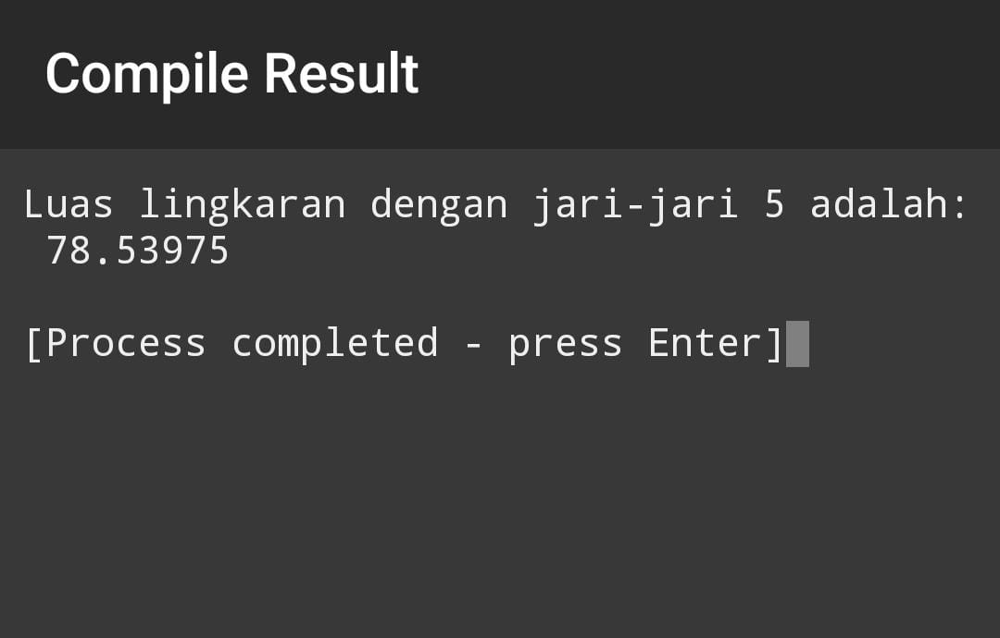 Compile Result
Luas lingkaran dengan jari-jari 5 adalah:
78.53975
[Process completed - press Enter]